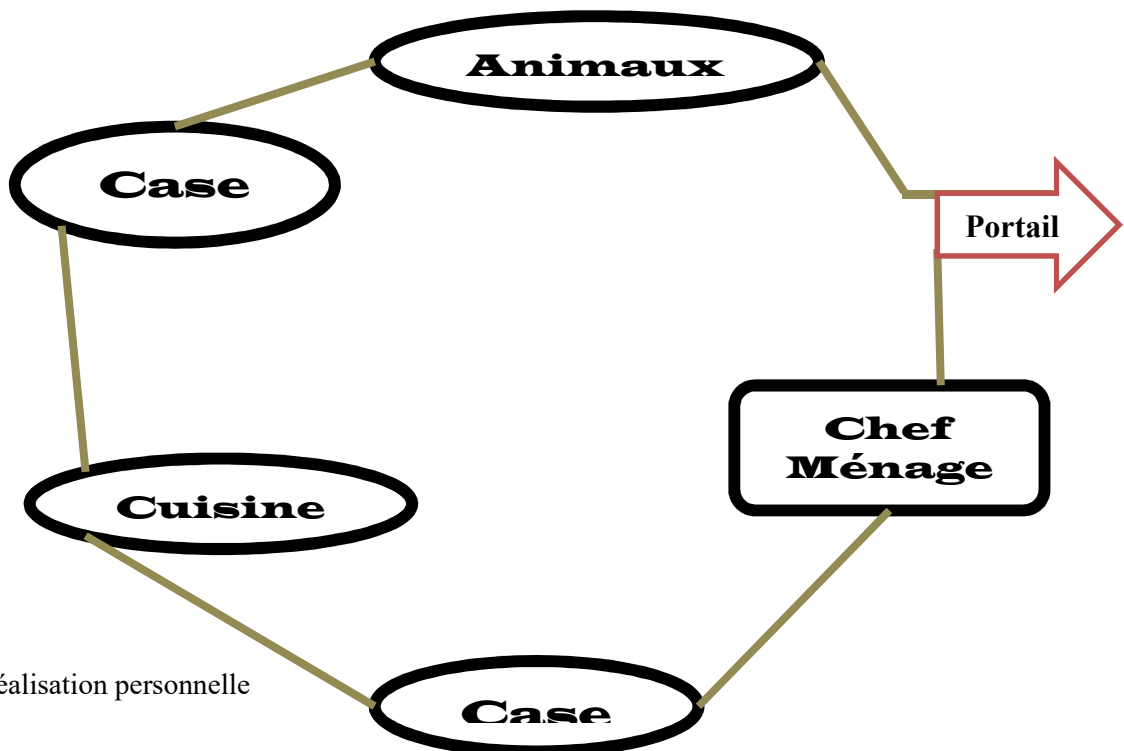 Animaux
Case
Portail
Chef
Ménage
Cuisine
éalisation personnelle
Case